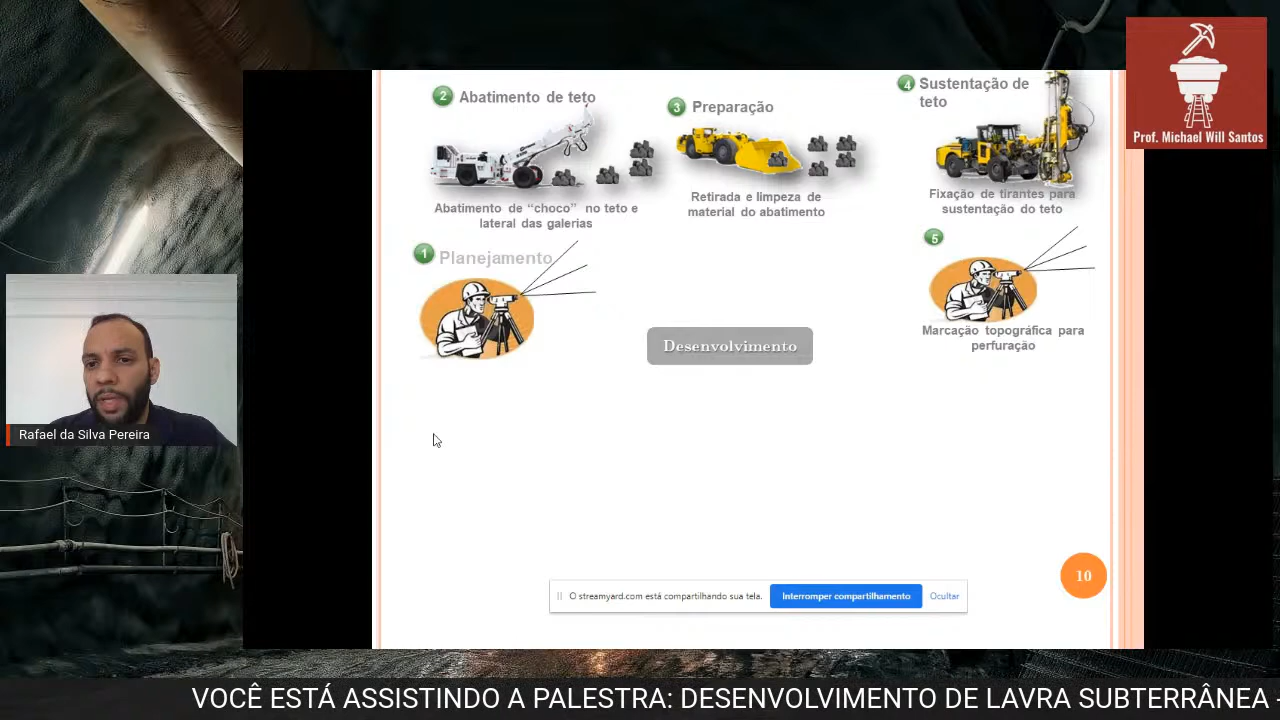 Prof. Michael Will Santos
2
Abatimento de teto
Abatimento de “choco” no teto e
lateral das galerias
3
Preparação
Retirada e limpeza de
material do abatimento
4
Sustentação de
teto
Fixação de tirantes para
sustentação do teto
1
Planejamento
5
Marcação topográfica para
perfuração
Desenvolvimento
Rafael da Silva Pereira
10
O streamyard.com está compartilhando sua tela.
Interromper compartilhamento
Ocultar
VOCÊ ESTÁ ASSISTINDO A PALESTRA: DESENVOLVIMENTO DE LAVRA SUBTERRÂNEA -